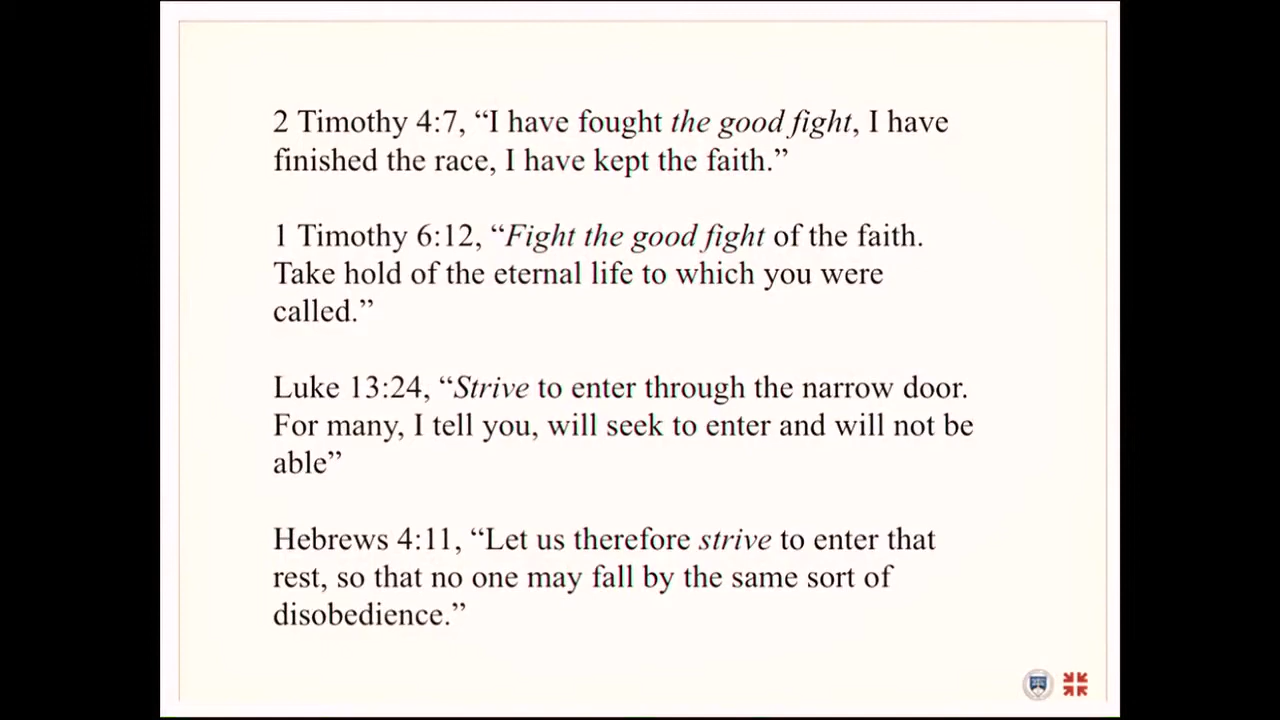 2 Timothy 4:7, “I have fought the good fight, I have
finished the race, I have kept the faith.”
1 Timothy 6:12, “Fight the good fight of the faith.
Take hold of the eternal life to which you were
called.”
Luke 13:24, “Strive to enter through the narrow door.
For many, I tell you, will seek to enter and will not be
able”
Hebrews 4:11, “Let us therefore strive to enter that
rest, so that no one may fall by the same sort of
disobedience.”